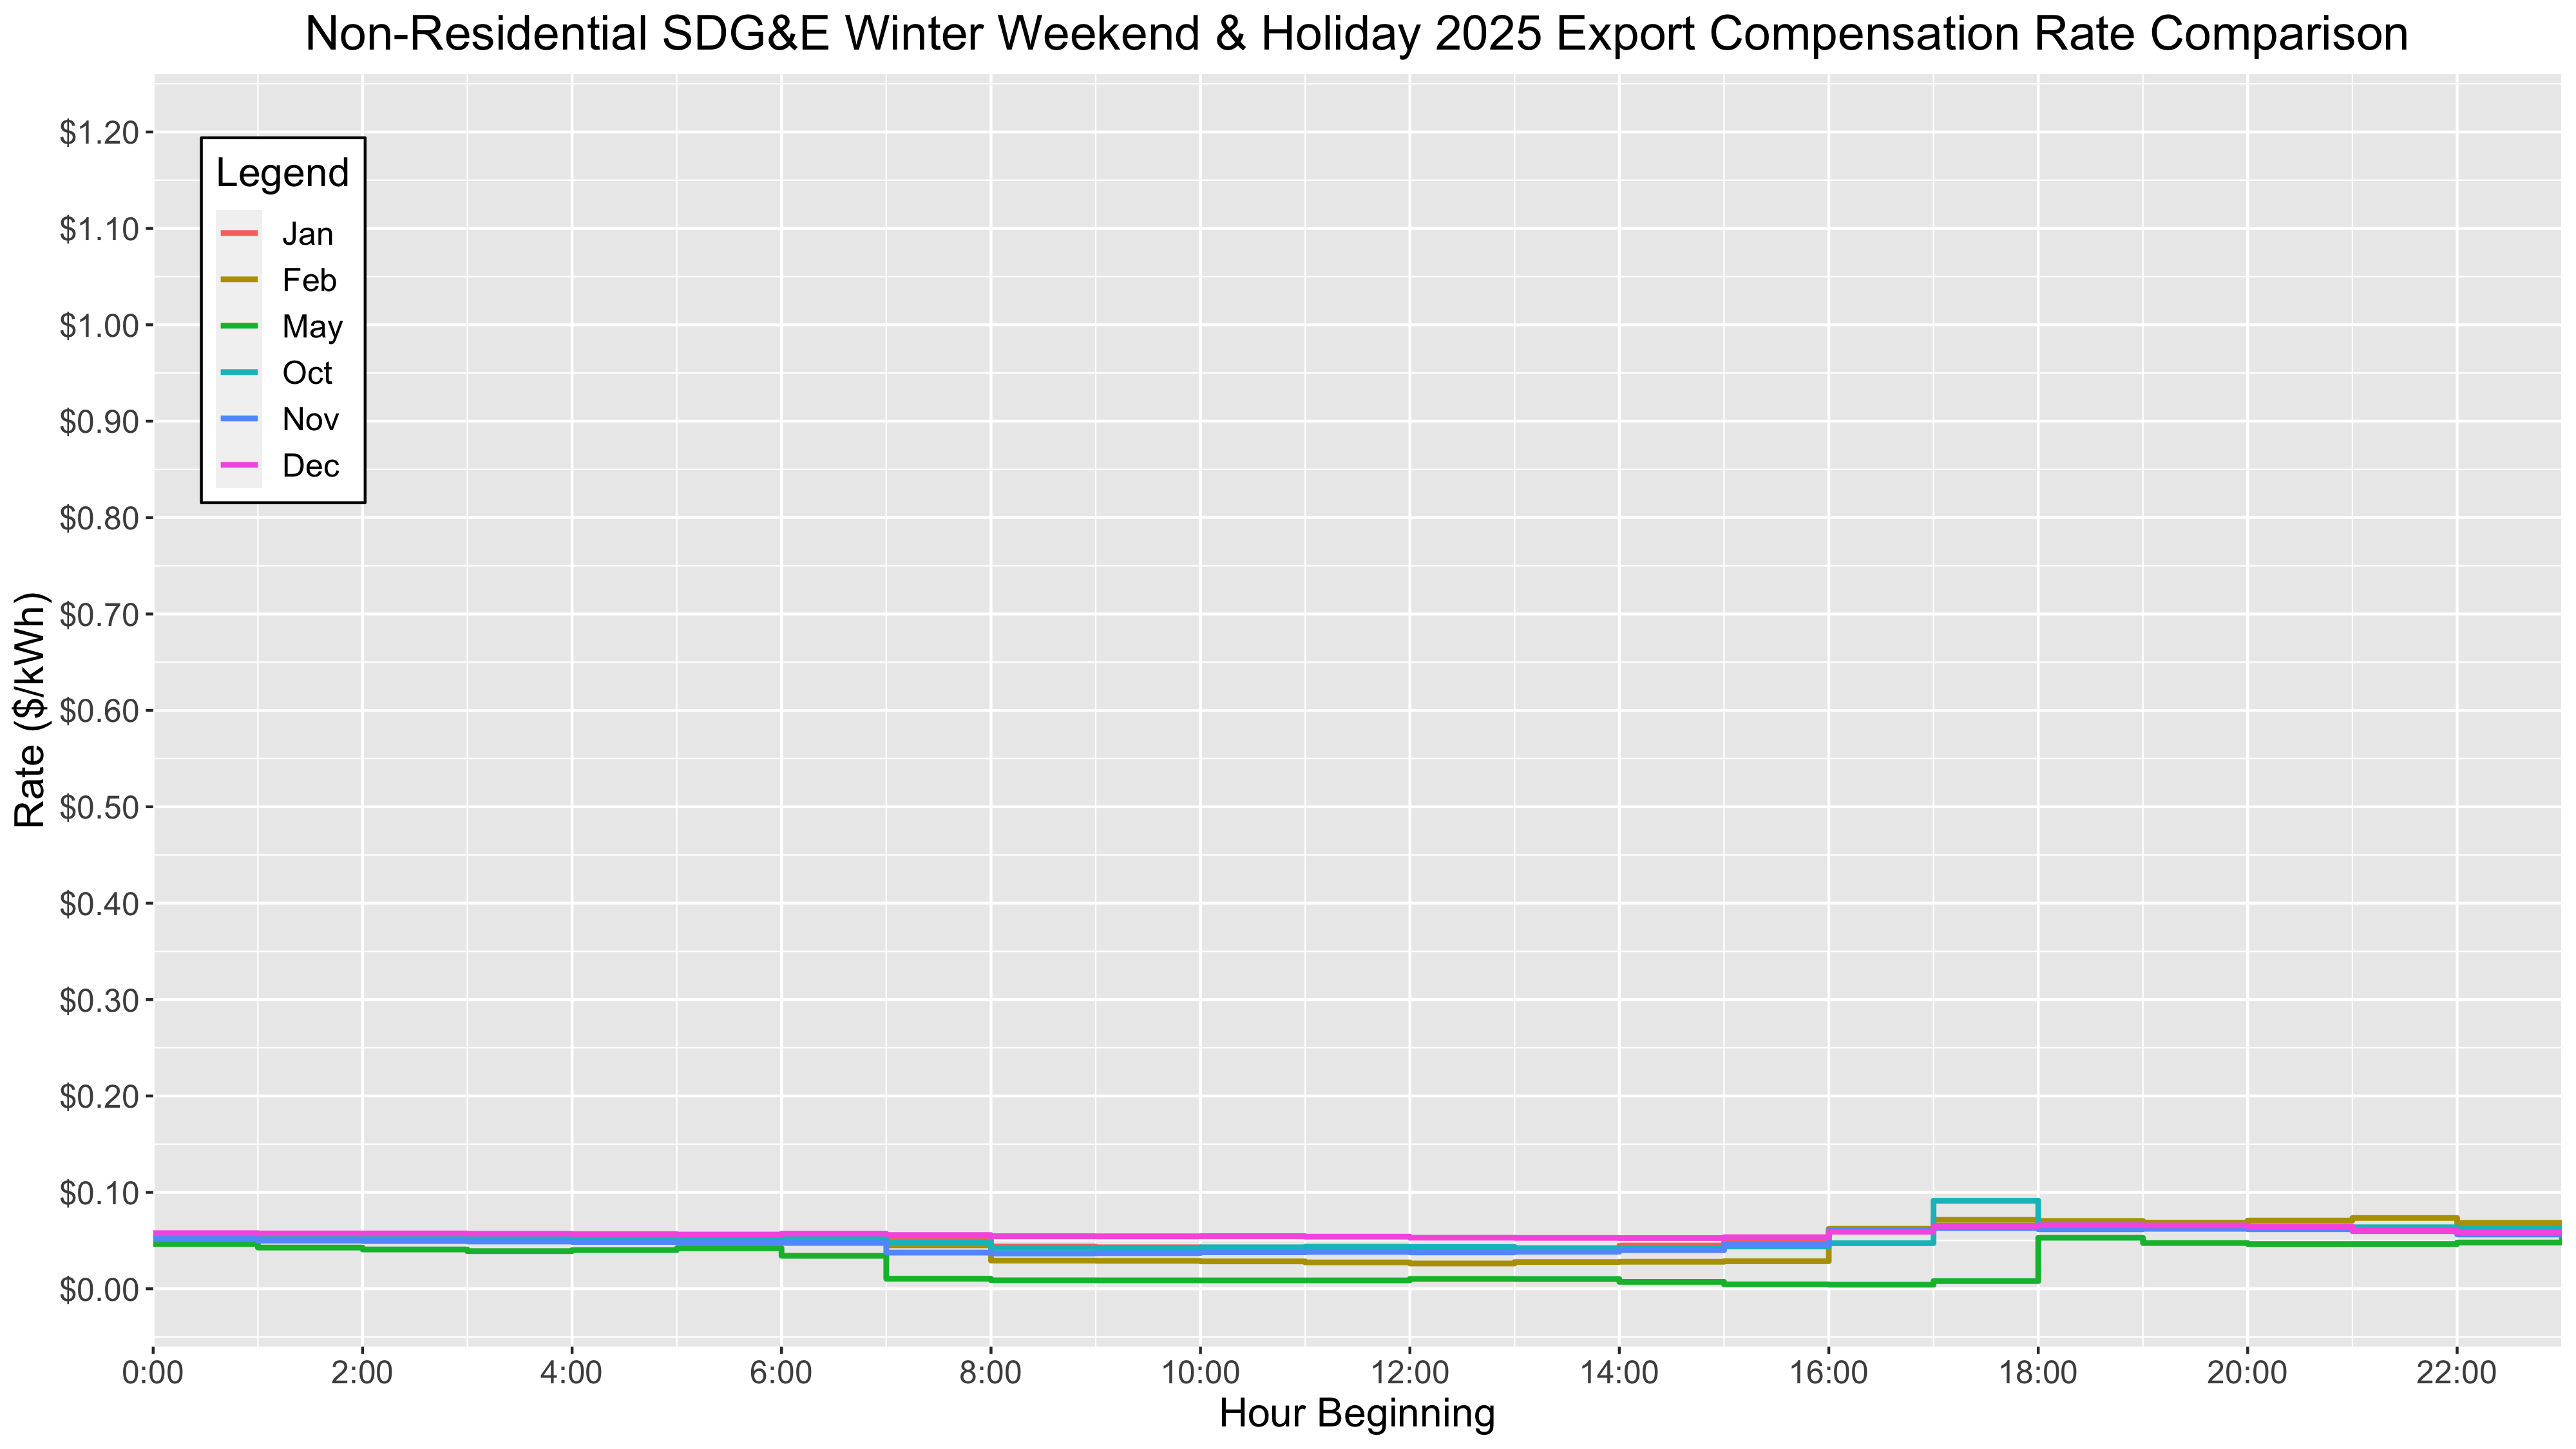 Non-Residential SDG&E Winter Weekend & Holiday 2025 Export Compensation Rate Comparison
Rate ($/kWh)
$1.20
$1.10
$1.00
$0.90
$0.80
$0.70
$0.60
$0.50
$0.40
$0.30
$0.20
$0.10
$0.00
Legend
Jan
Feb
May
Oct
Nov
Dec
0:00 2:00 4:00 6:00 8:00 10:00 12:00 14:00 16:00 18:00 20:00 22:00
Hour Beginning